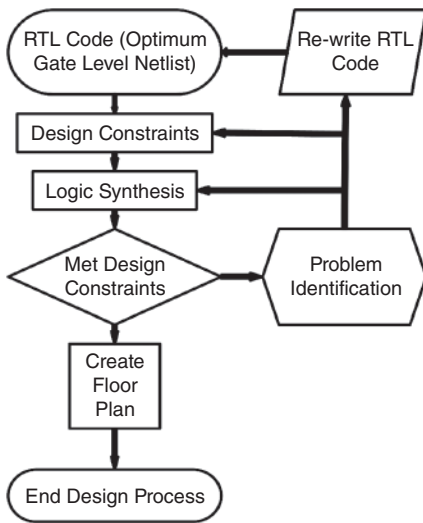 RTL Code (Optimum
Gate Level Netlist)
Re-write RTL
Code
Design Constraints
Logic Synthesis
Met Design
Constraints
Problem
Identification
Create
Floor
Plan
End Design Process